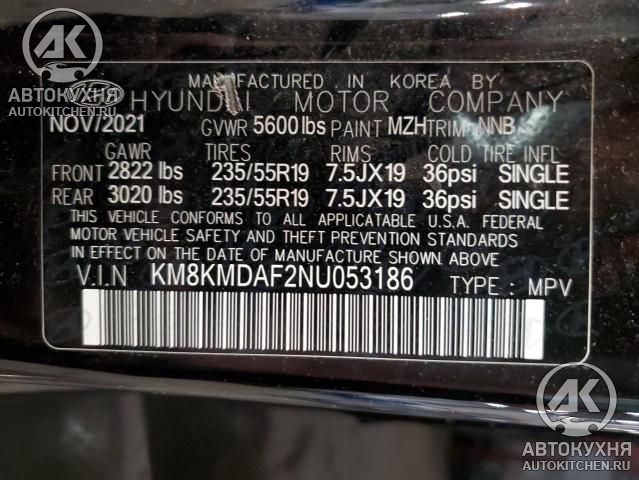 MANUFACTURED IN KOREA BY
HYUNDAI MOTOR COMPANY
NOV/2021 GVWR 5600 lbs PAINT MZH TRIM NNB
GAWR TIRES RIMS COLD TIRE INFL
FRONT 2822 lbs 235/55R19 7.5JX19 36psi SINGLE
REAR 3020 lbs 235/55R19 7.5JX19 36psi SINGLE
THIS VEHICLE CONFORMS TO ALL APPLICABLE U.S.A. FEDERAL
MOTOR VEHICLE SAFETY AND THEFT PREVENTION STANDARDS
IN EFFECT ON THE DATE OF MANUFACTURE SHOWN ABOVE
V.I.N KM8KMDAF2NU053186 TYPE : MPV
АК
АВТОКУХНЯ
AUTOKITCHEN.RU
АК
АВТОКУХНЯ
AUTOKITCHEN.RU